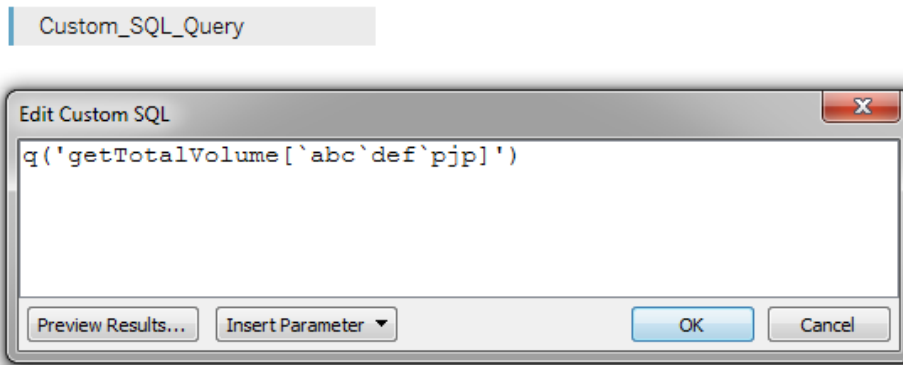 Custom_SQL_Query
Edit Custom SQL
q('getTotalVolume[`abc`def`pjp]')
Preview Results... Insert Parameter OK Cancel